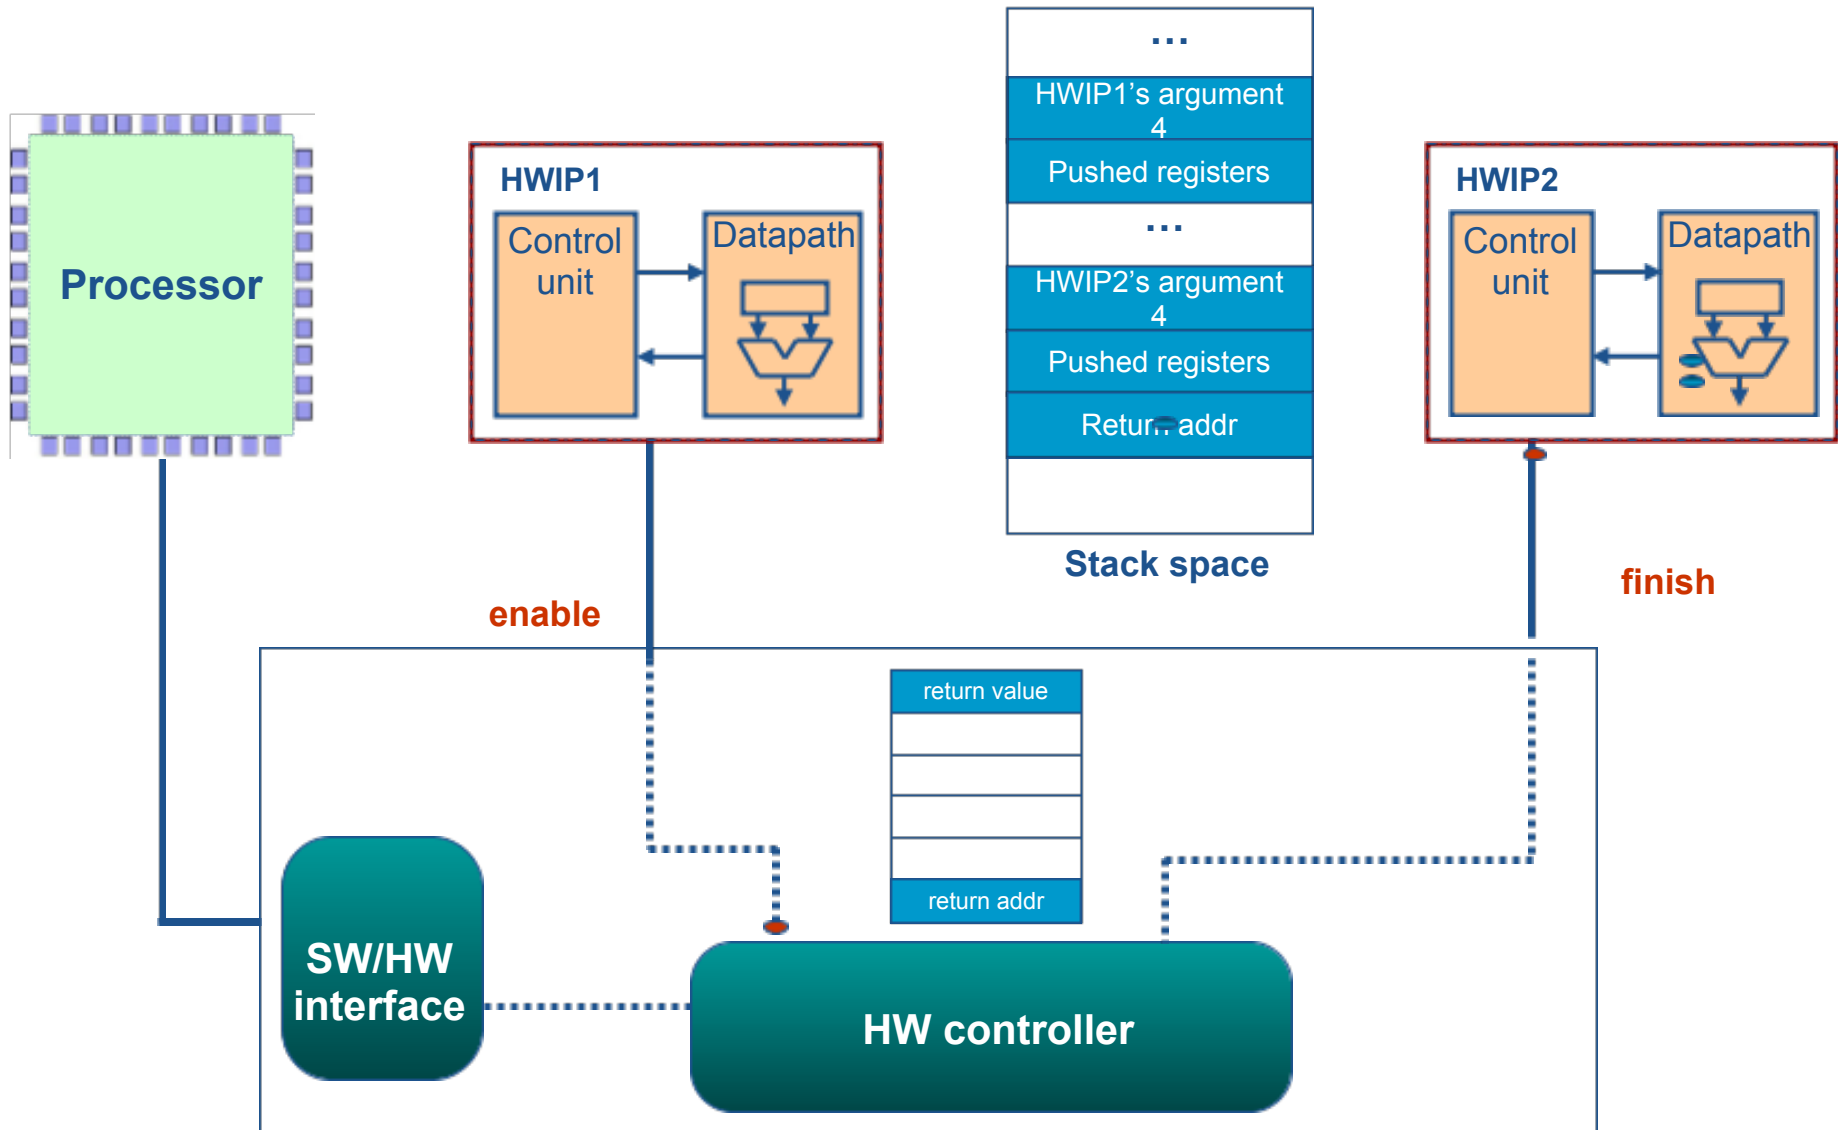 ...
HWIP1's argument
4
Pushed registers
...
HWIP2's argument
4
Pushed registers
Return addr
Stack space
Processor
HWIP1
Control
unit
Datapath
HWIP2
Control
unit
Datapath
enable
finish
return value
return addr
SW/HW
interface
HW controller